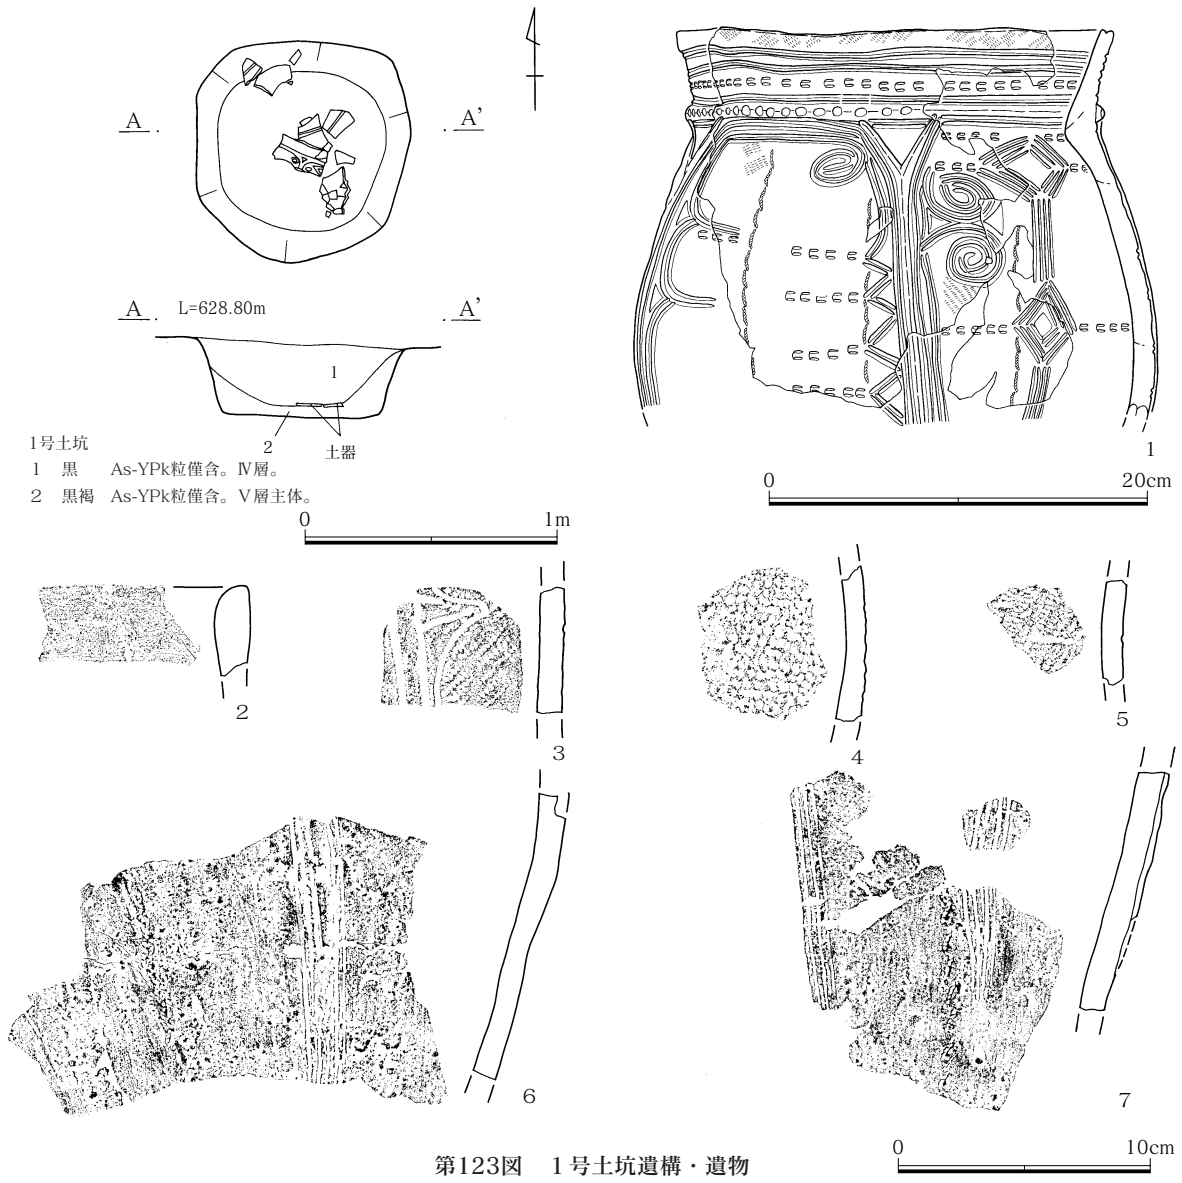 A A’
A L=628.80m A’
1
2 土器
1号土坑
1 黒 As-YPk粒僅含。Ⅳ層。
2 黒褐 As-YPk粒僅含。Ⅴ層主体。
0 1m
1
0 20cm
2
3
4
5
6
7
0 10cm
第123図 1号土坑遺構・遺物